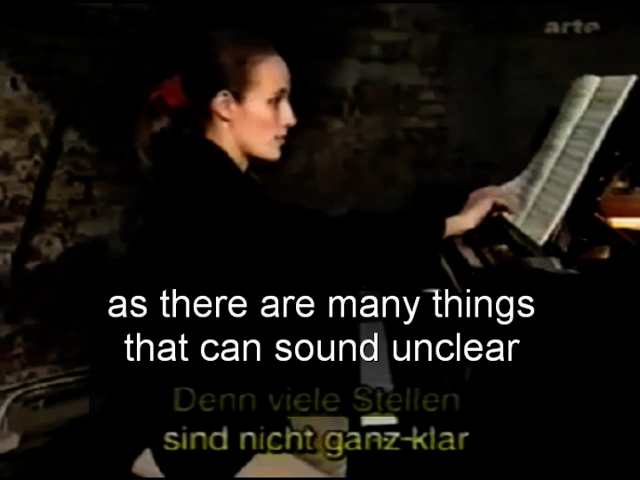 arte
as there are many things
that can sound unclear
Denn viele Stellen
sind nicht ganz klar